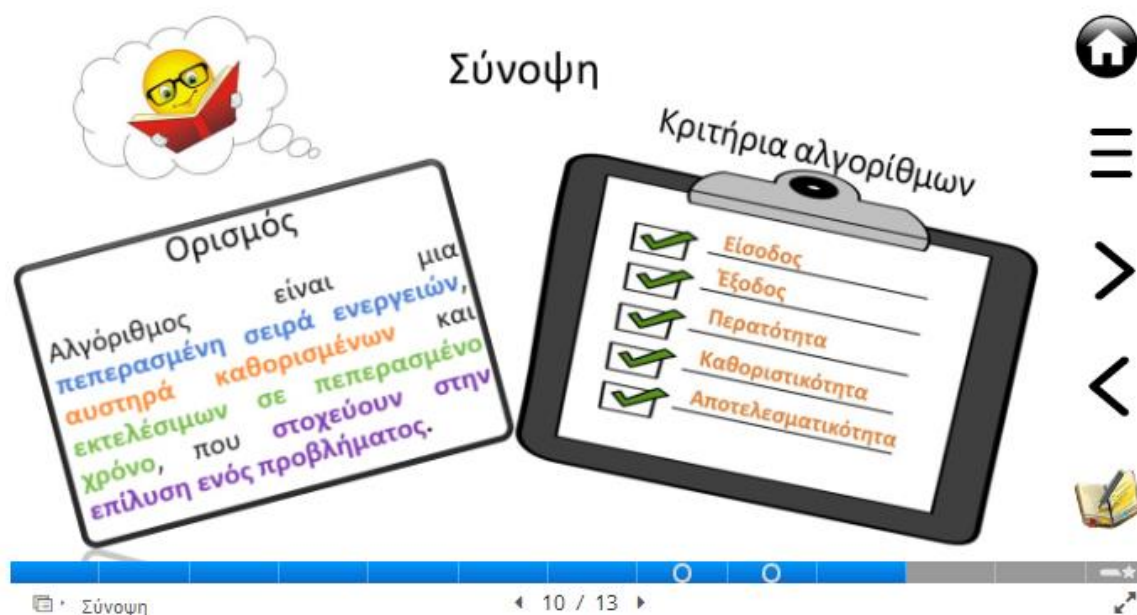 Σύνοψη
Ορισμός
Αλγόριθμος είναι μια
πεπερασμένη σειρά ενεργειών,
αυστηρά καθορισμένων και
εκτελέσιμων σε πεπερασμένο
χρόνο, που στοχεύουν στην
επίλυση ενός προβλήματος.
Κριτήρια αλγορίθμων
Είσοδος
Έξοδος
Περατότητα
Καθοριστικότητα
Αποτελεσματικότητα
Σύνοψη
10 / 13